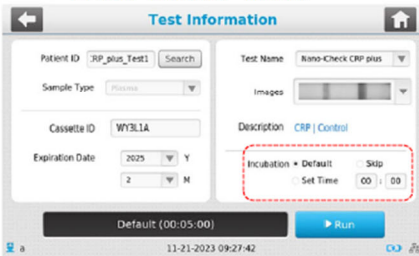 Test Information
Patient ID :RP_plus_Test1 Search
Sample Type Plasma
Cassette ID WY3L1A
Expiration Date 2025 Y
2 M
Test Name Nano-Check CRP plus
Images
Description CRP | Control
Incubation Default Skip
Set Time 00 : 00
Default (00:05:00) Run
a 11-21-2023 09:27:42